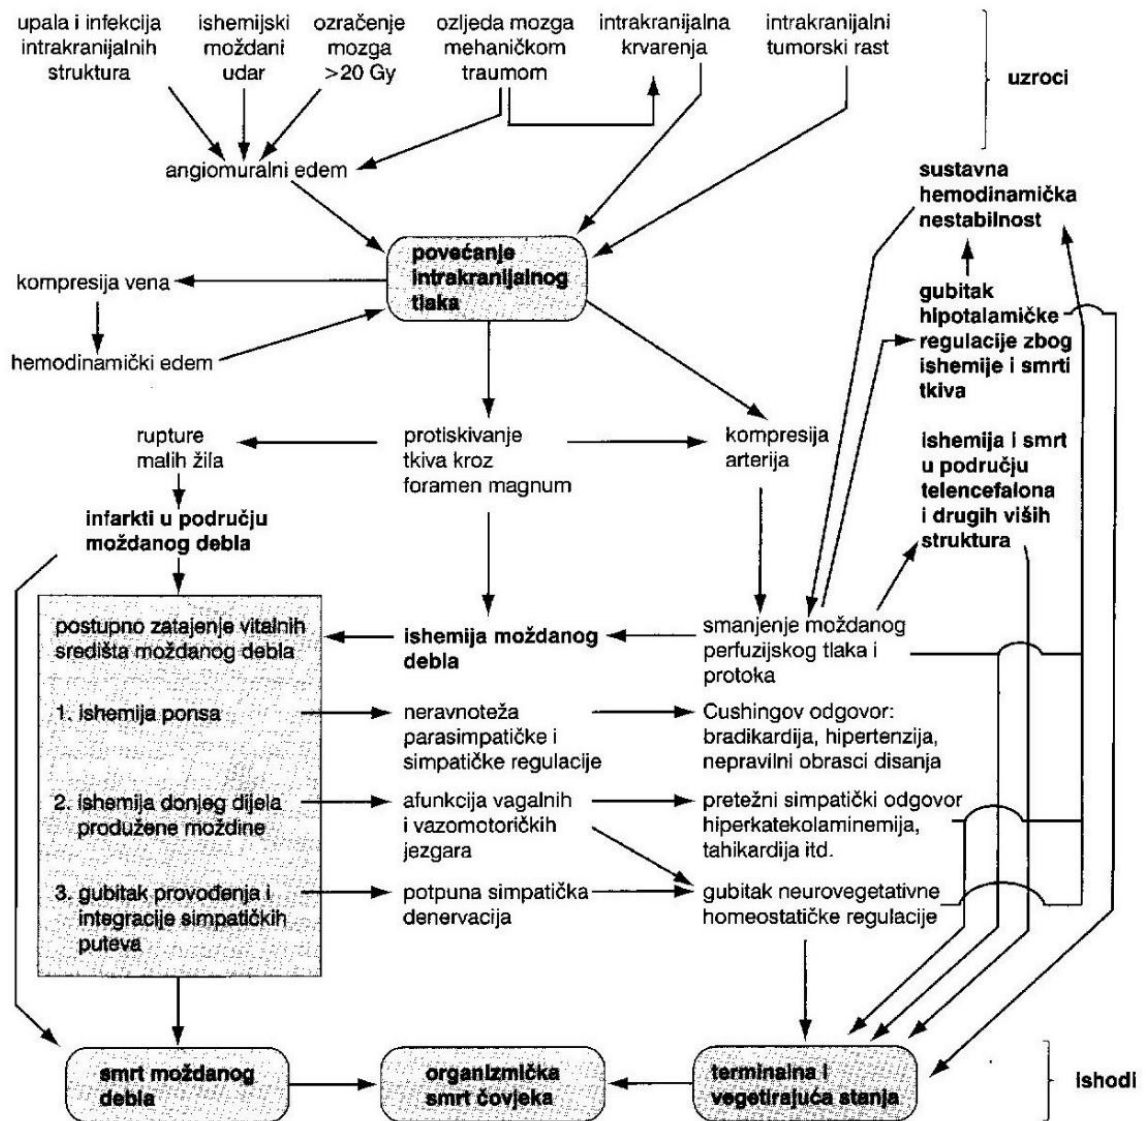 upala i infekcija
intrakranijalnih
struktura
ishemijski
moždani
udar
ozračenje
mozga
>20 Gy
ozljeda mozga
mehaničkom
traumom
intrakranijalna
krvarenja
intrakranijalni
tumorski rast
uzroci
angiomuralni edem
sustavna
hemodinamička
nestabilnost
povećanje
intrakranijalnog
tlaka
kompresija vena
hemodinamički edem
gubitak
hipotalamičke
regulacije zbog
ishemije i smrti
tkiva
rupture
malih žila
protiskivanje
tkiva kroz
foramen magnum
kompresija
arterija
ishemija i smrt
u području
telencefalona
i drugih viših
struktura
infarkti u području
moždanog debla
postupno zatajenje vitalnih
središta moždanog debla
ishemija moždanog
debla
smanjenje moždanog
perfuzijskog tlaka i
protoka
1. ishemija ponsa
neravnoteža
parasimpatičke i
simpatičke regulacije
Cushingov odgovor:
bradikardija, hipertenzija,
nepravilni obrasci disanja
2. ishemija donjeg dijela
produžene moždine
afunkcija vagalnih
i vazomotoričkih
jezgara
pretežni simpatički odgovor
hiperkatekolaminemija,
tahikardija itd.
3. gubitak provođenja i
integracije simpatičkih
puteva
potpuna simpatička
denervacija
gubitak neurovegetativne
homeostatičke regulacije
smrt moždanog
debla
organizmička
smrt čovjeka
terminalna i
vegetirajuća stanja
ishodi